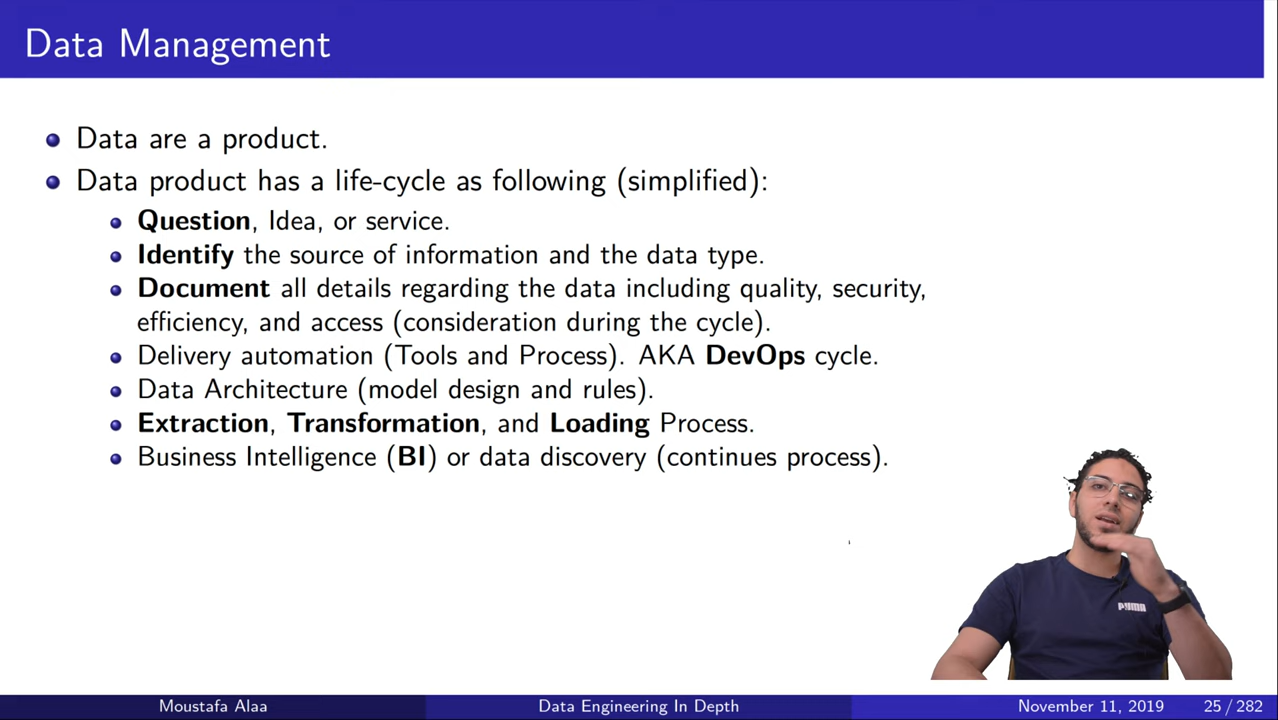 Data Management
Data are a product.
Data product has a life-cycle as following (simplified):
Question, Idea, or service.
Identify the source of information and the data type.
Document all details regarding the data including quality, security,
efficiency, and access (consideration during the cycle).
Delivery automation (Tools and Process). AKA DevOps cycle.
Data Architecture (model design and rules).
Extraction, Transformation, and Loading Process.
Business Intelligence (BI) or data discovery (continues process).
PUMA
Moustafa Alaa
Data Engineering In Depth
November 11, 2019
25 / 282